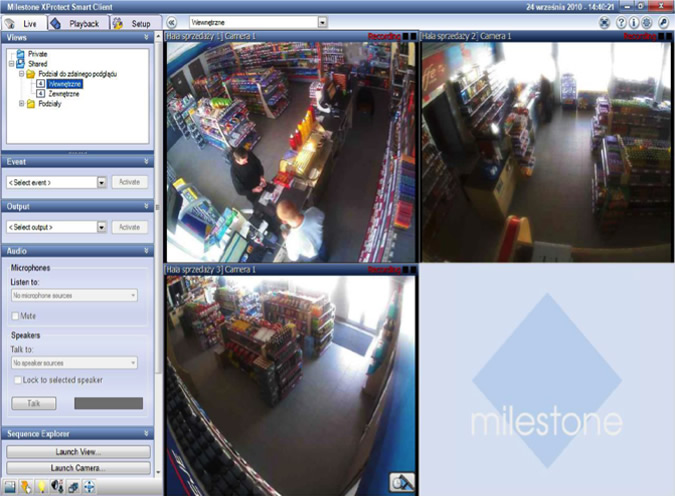 Milestone XProtect Smart Client
24 września 2010 - 14:40:21
Live
Playback
Setup
Wewnętrzne
Views
Private
Shared
Podział do zdalnego podglądu
Wewnętrzne
Zewnętrzne
Podziały
Event
< Select event >
Activate
Output
< Select output >
Activate
Audio
Microphones
Listen to:
No microphone sources
Mute
Speakers
Talk to:
No speaker sources
Lock to selected speaker
Talk
Sequence Explorer
Launch View...
Launch Camera...
[Hala sprzedaży 1] Camera 1
Recording
[Hala sprzedaży 2] Camera 1
Recording
[Hala sprzedaży 3] Camera 1
Recording
milestone